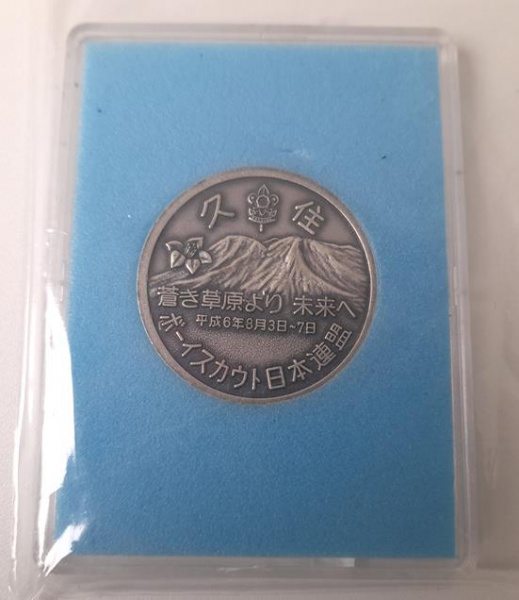 久住
蒼き草原より 未来へ
平成6年8月3日~7日
ボーイスカウト日本連盟